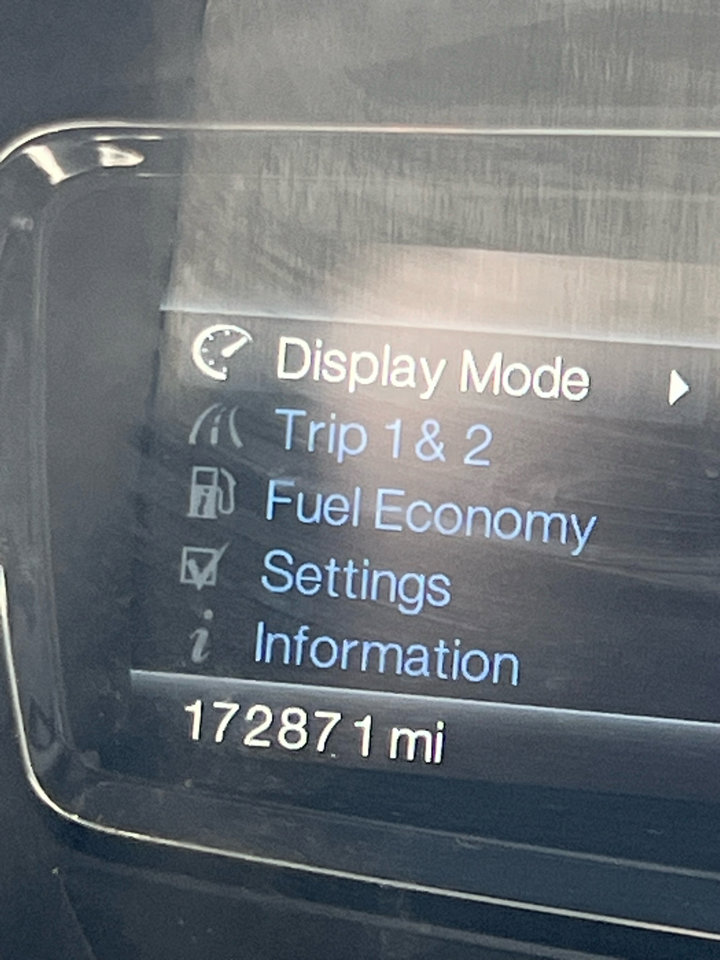 Display Mode
Trip 1 & 2
Fuel Economy
Settings
Information
172871 mi